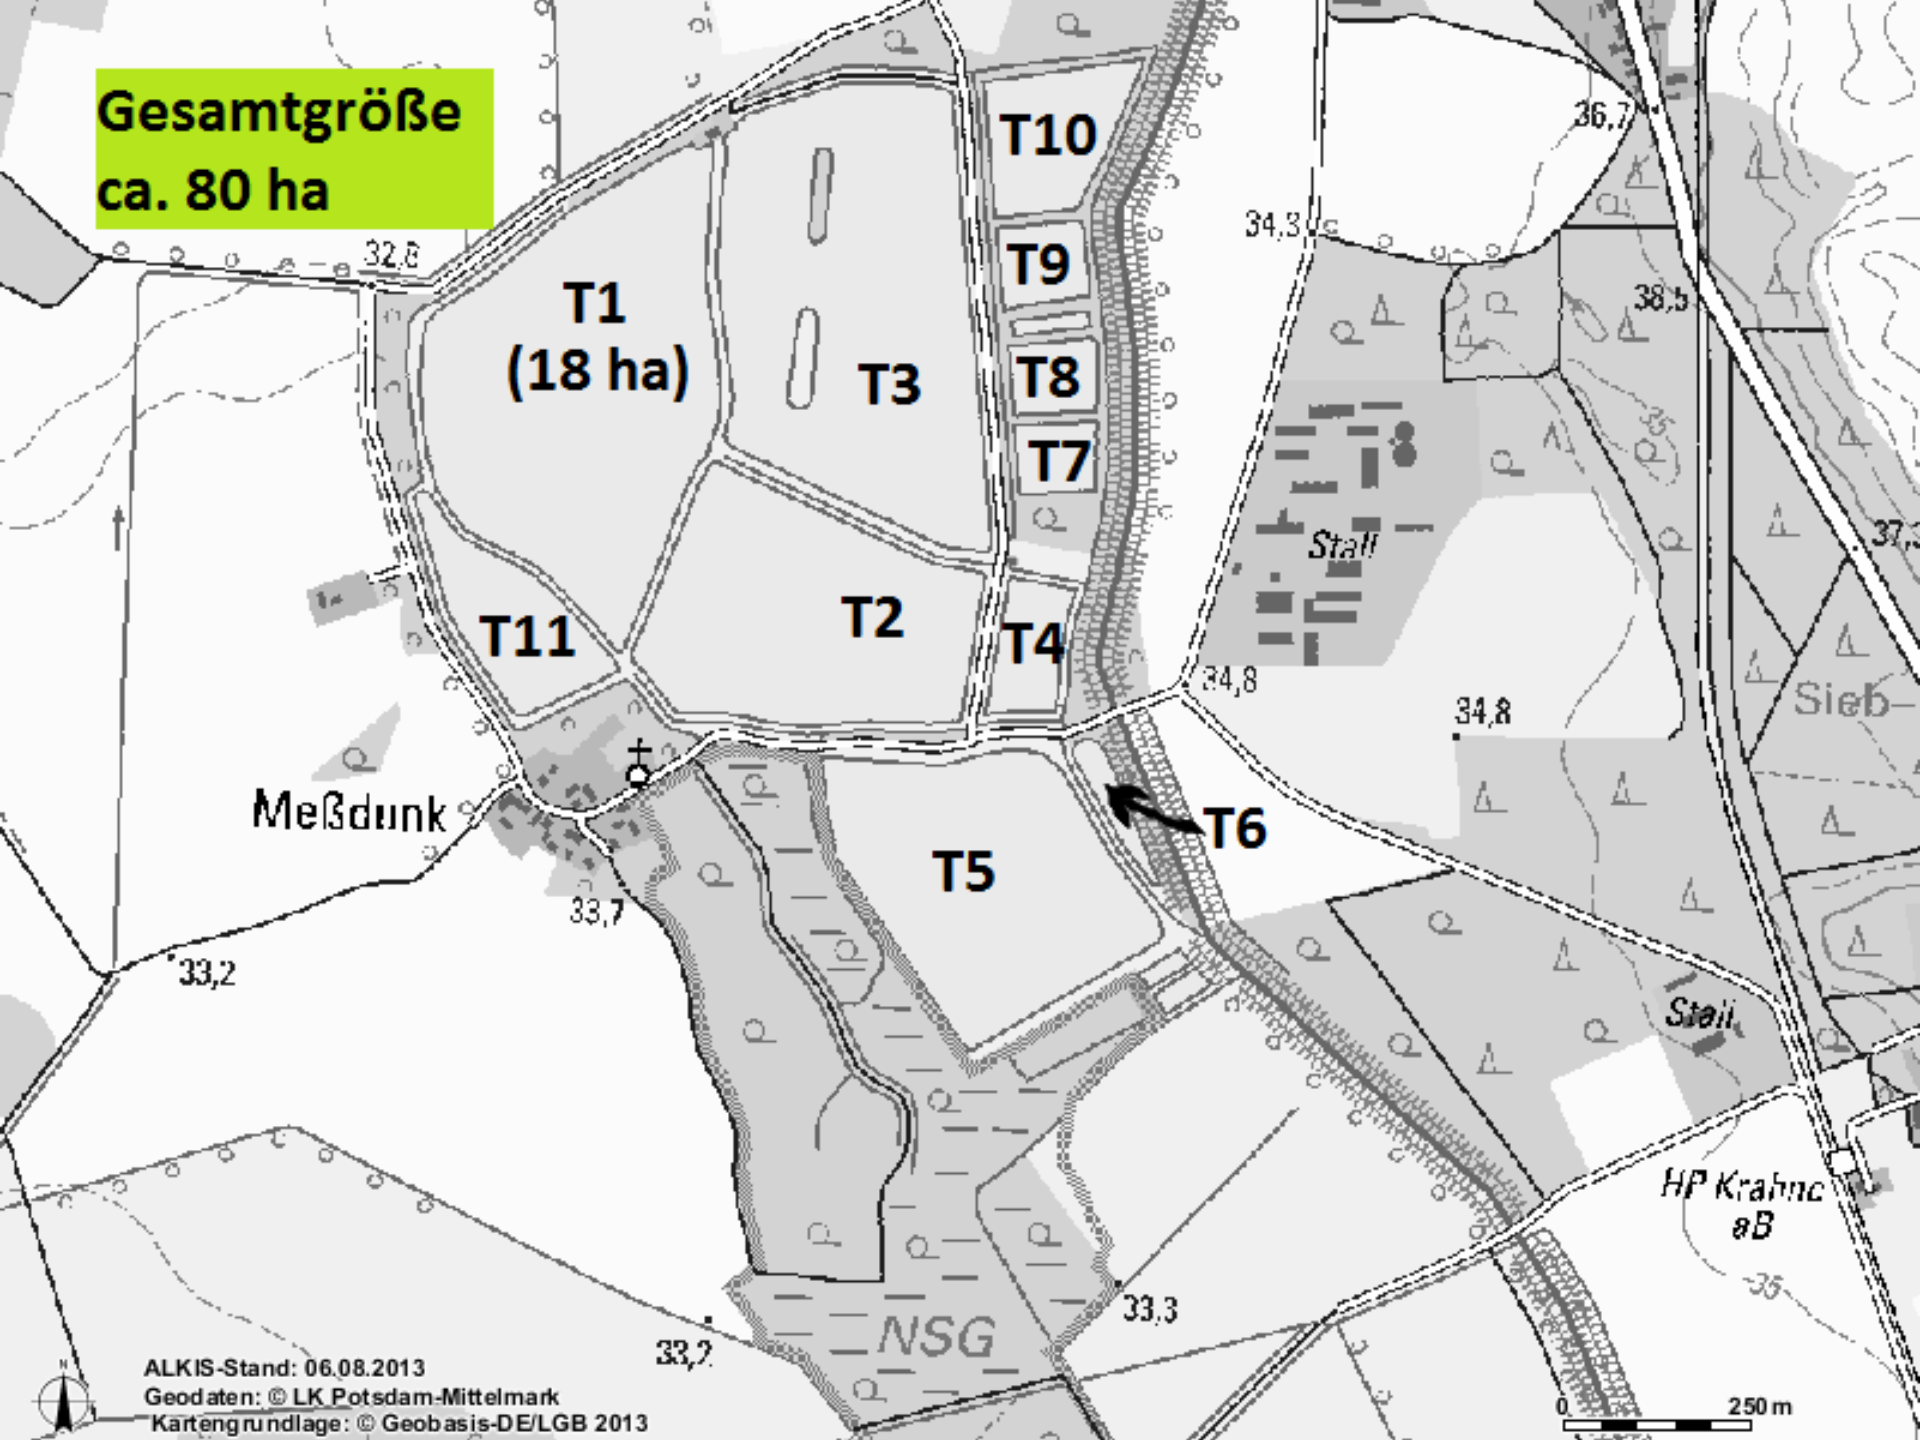 Gesamtgröße
ca. 80 ha
36,7
T10
34,3
32,8
T9
38,5
T1
(18 ha)
T3
T8
35
T7
Stall
T2
T11
T4
34,8
34,8
Sieb-
Meßdunk
T6
T5
33,7
33,2
Stall
HP Krahne
aB
35
33,3
NSG
33,2
N
ALKIS-Stand: 06.08.2013
Geodaten: © LK Potsdam-Mittelmark
Kartengrundlage: © Geobasis-DE/LGB 2013
0
250 m